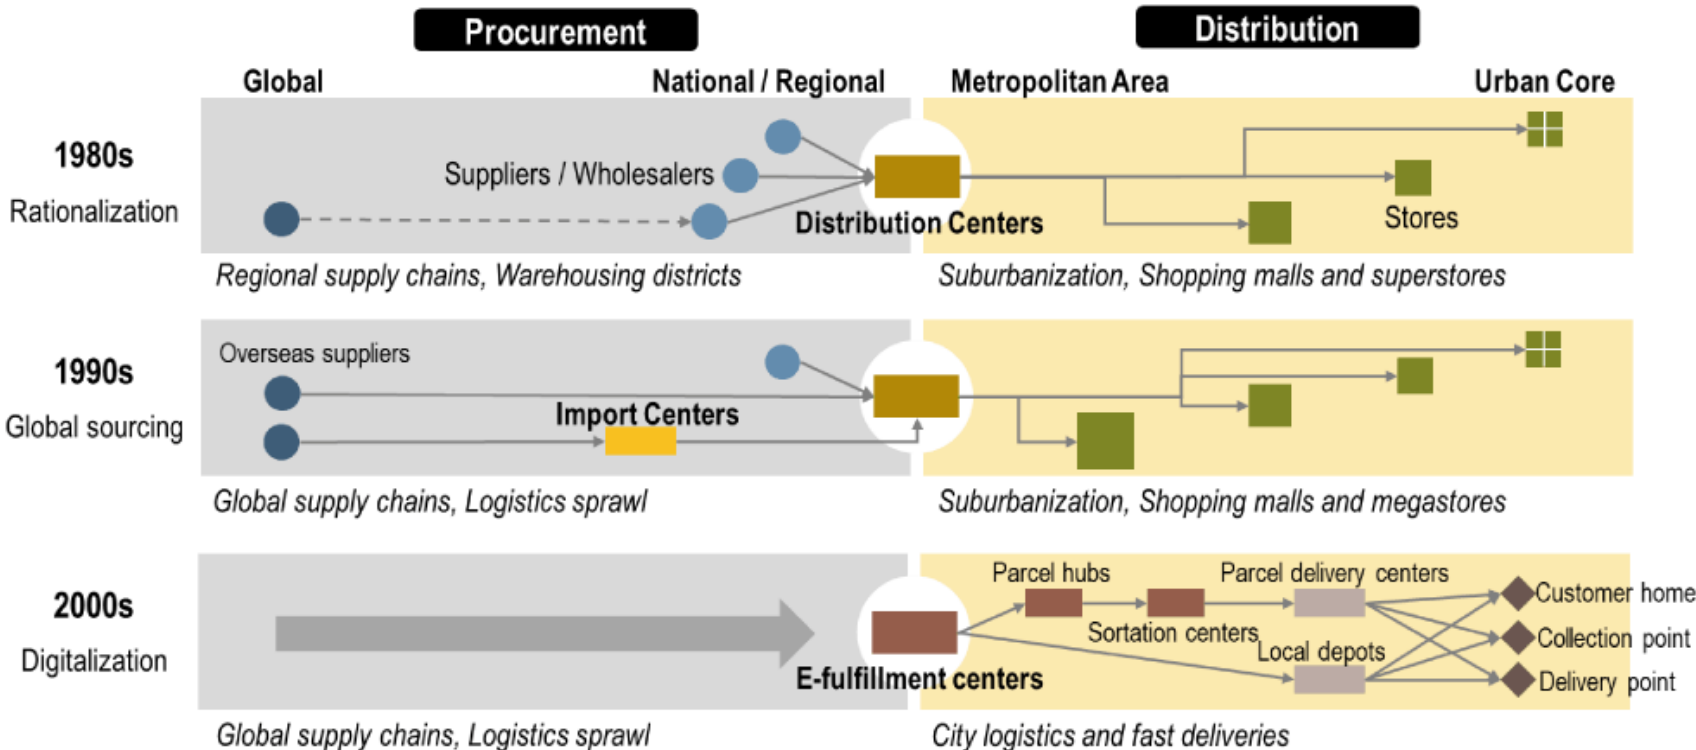 Procurement
Distribution
Global
National / Regional
Metropolitan Area
Urban Core
1980s
Rationalization
Suppliers / Wholesalers
Distribution Centers
Stores
Regional supply chains, Warehousing districts
Suburbanization, Shopping malls and superstores
1990s
Global sourcing
Overseas suppliers
Import Centers
Global supply chains, Logistics sprawl
Suburbanization, Shopping malls and megastores
2000s
Digitalization
E-fulfillment centers
Parcel hubs
Sortation centers
Parcel delivery centers
Local depots
Customer home
Collection point
Delivery point
Global supply chains, Logistics sprawl
City logistics and fast deliveries